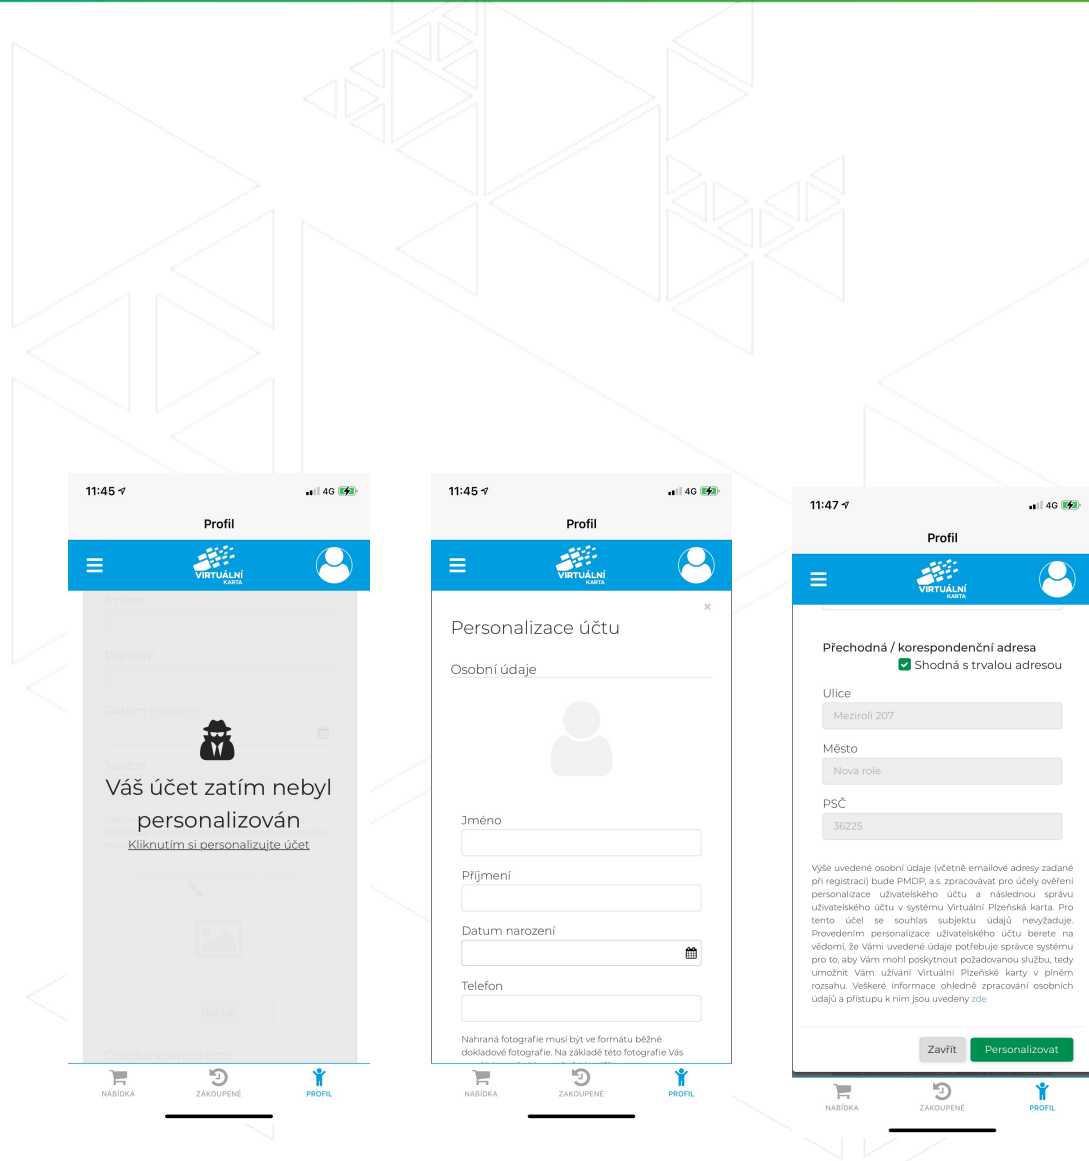 11:45
4G
Profil
VIRTUÁLNÍ
KARTA
Jméno
Příjmení
Datum narození
Telefon
Váš účet zatím nebyl
personalizován
Kliknutím si personalizujte účet
Číslo bankovního účtu
NABÍDKA
ZAKOUPENÉ
PROFIL
11:45
4G
Profil
VIRTUÁLNÍ
KARTA
×
Personalizace účtu
Osobní údaje
Jméno
Příjmení
Datum narození
Telefon
Nahraná fotografie musí být ve formátu běžné
dokladové fotografie. Na základě této fotografie Vás
NABÍDKA
ZAKOUPENÉ
PROFIL
11:47
4G
Profil
VIRTUÁLNÍ
KARTA
Přechodná / korespondenční adresa
Shodná s trvalou adresou
Ulice
Meziroli 207
Město
Nova role
PSČ
36225
Výše uvedené osobní údaje (včetně emailové adresy zadané
při registraci) bude PMDP, a.s. zpracovávat pro účely ověření
personalizace uživatelského účtu a následnou správu
uživatelského účtu v systému Virtuální Plzeňská karta. Pro
tento účel se souhlas subjektu údajů nevyžaduje.
Provedením personalizace uživatelského účtu berete na
vědomí, že Vámi uvedené údaje potřebuje správce systému
pro to, aby Vám mohl poskytnout požadovanou službu, tedy
umožnit Vám užívání Virtuální Plzeňské karty v plném
rozsahu. Veškeré informace ohledně zpracování osobních
údajů a přístupu k nim jsou uvedeny zde
Zavřít
Personalizovat
NABÍDKA
ZAKOUPENÉ
PROFIL